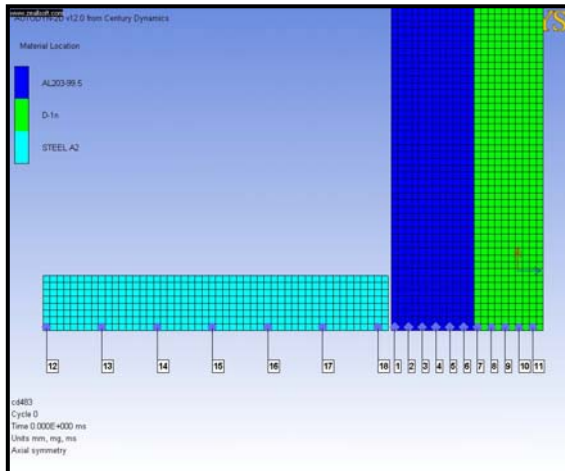 www.zeallsoft.com
AUTODYN-2D v12.0 from Century Dynamics
Material Location
AL203-99.5
D-1n
STEEL A2
12 13 14 15 16 17 18 1 2 3 4 5 6 7 8 9 10 11
cd483
Cycle 0
Time 0.000E+000 ms
Units mm, mg, ms
Axial symmetry